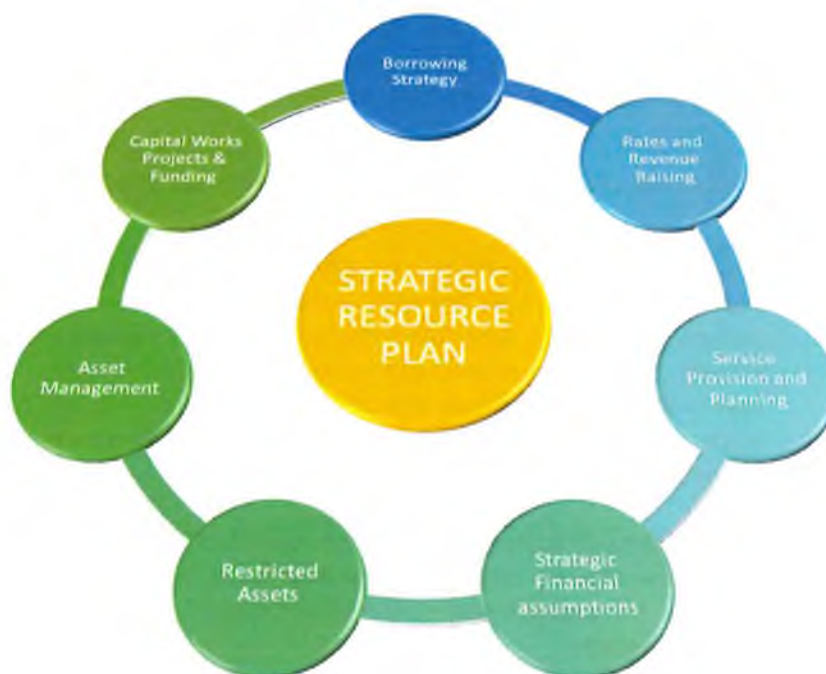 Borrowing
Strategy
Rates and
Revenue
Raising
Service
Provision and
Planning
Strategic
Financial
assumptions
Restricted
Assets
Asset
Management
Capital Works
Projects &
Funding
STRATEGIC
RESOURCE
PLAN